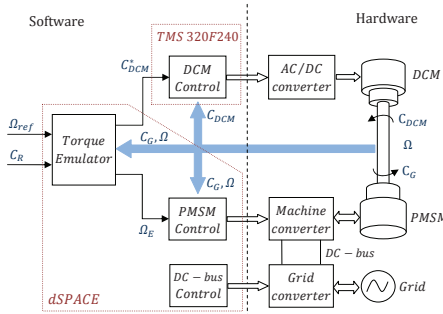 Software
Hardware
TMS 320F240
C*DCM
DCM
Control
AC/DC
converter
DCM
CDCM
CDCM
Ωref
CR
Torque
Emulator
CG, Ω
Ω
CG, Ω
CG
ΩE
PMSM
Control
Machine
converter
PMSM
DC-bus
DC-bus
Control
Grid
converter
Grid
dSPACE